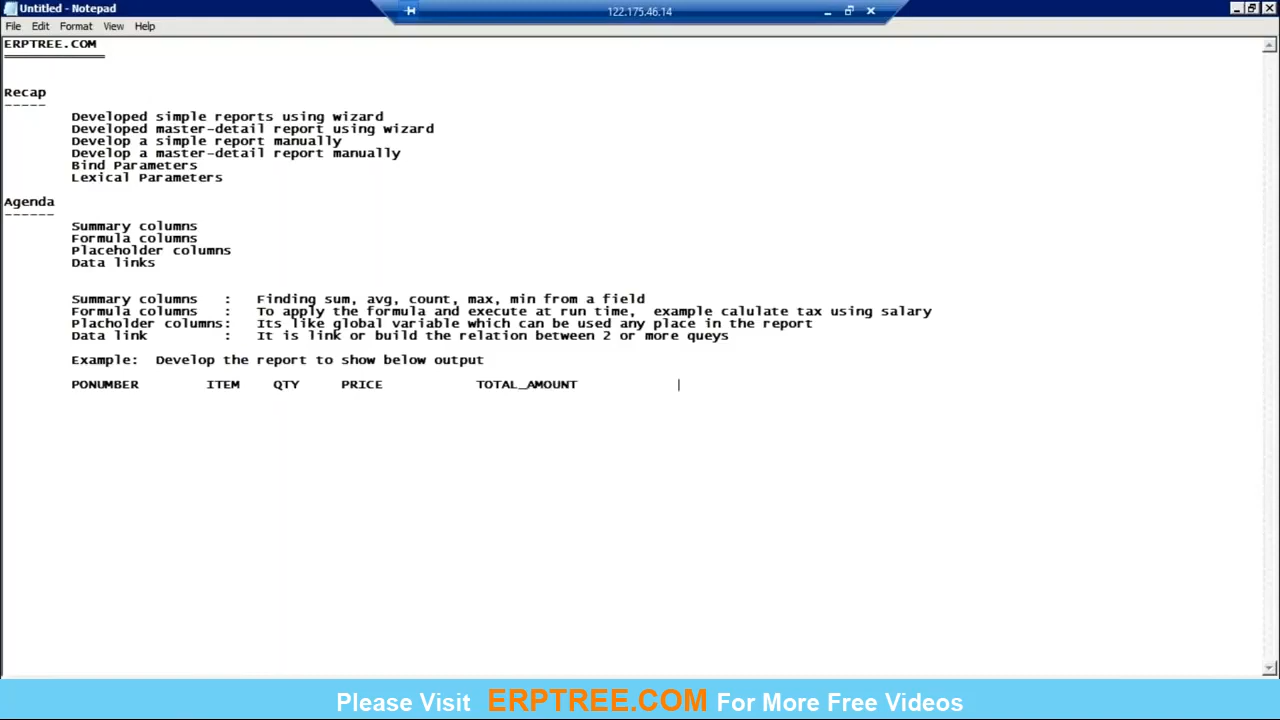 Untitled - Notepad
122.175.46.14
File Edit Format View Help
ERPTREE.COM
============
Recap
-----
Developed simple reports using wizard
Developed master-detail report using wizard
Develop a simple report manually
Develop a master-detail report manually
Bind Parameters
Lexical Parameters
Agenda
------
Summary columns
Formula columns
Placeholder columns
Data links
Summary columns : Finding sum, avg, count, max, min from a field
Formula columns : To apply the formula and execute at run time, example calulate tax using salary
Placholder columns: Its like global variable which can be used any place in the report
Data link : It is link or build the relation between 2 or more queys
Example: Develop the report to show below output
PONUMBER ITEM QTY PRICE TOTAL_AMOUNT
Please Visit ERPTREE.COM For More Free Videos